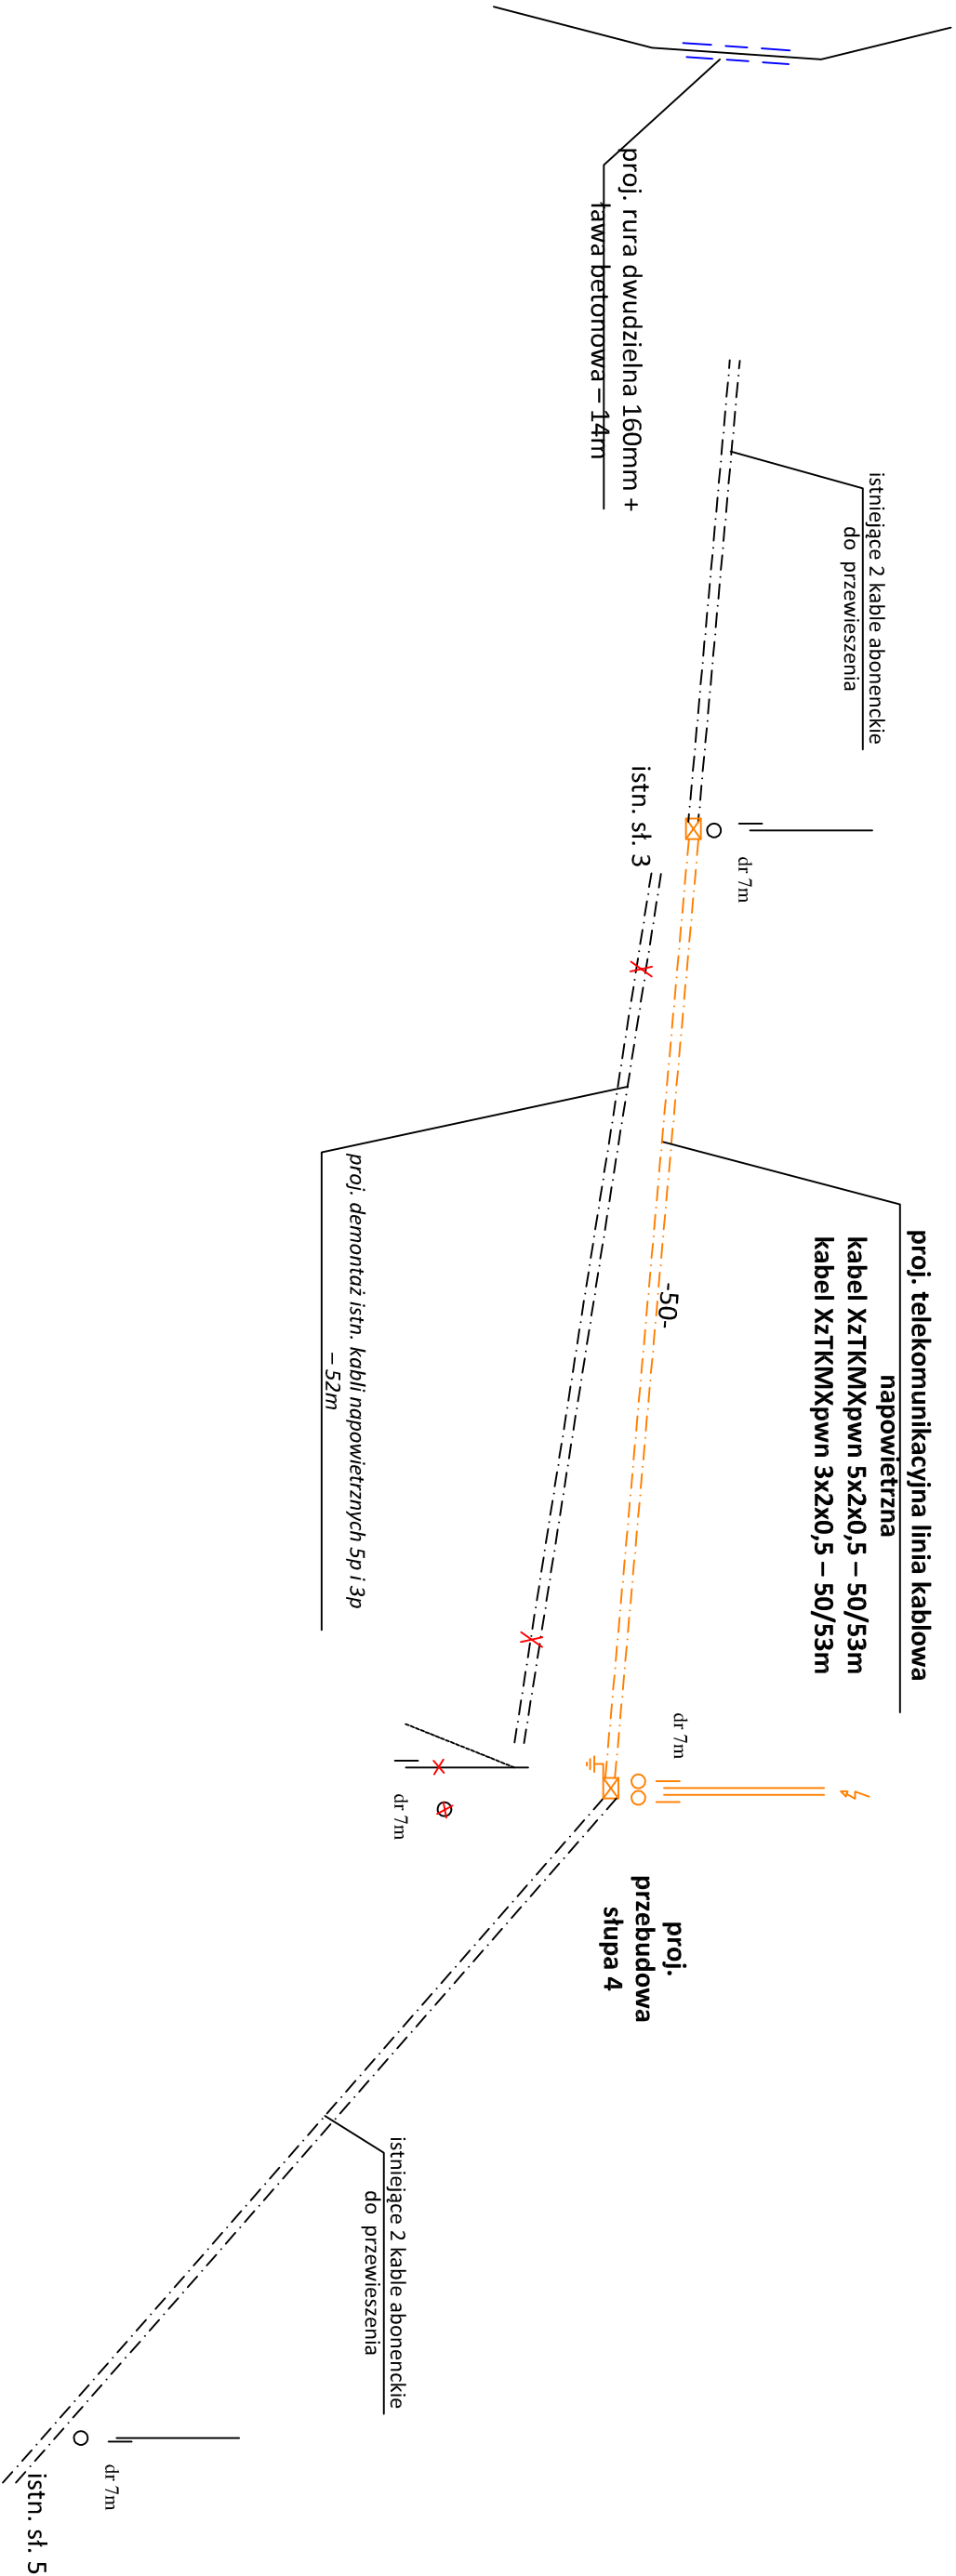 proj. rura dwudzielna 160mm +
ława betonowa – 14m
istniejące 2 kable abonenckie
do przewieszenia
dr 7m
istn. sł. 3
proj. telekomunikacyjna linia kablowa
napowietrzna
kabel XzTKMXpwn 5x2x0,5 – 50/53m
kabel XzTKMXpwn 3x2x0,5 – 50/53m
-50-
proj. demontaż istn. kabli napowietrznych 5p i 3p
– 52m
dr 7m
dr 7m
proj.
przebudowa
słupa 4
istniejące 2 kable abonenckie
do przewieszenia
dr 7m
istn. sł. 5